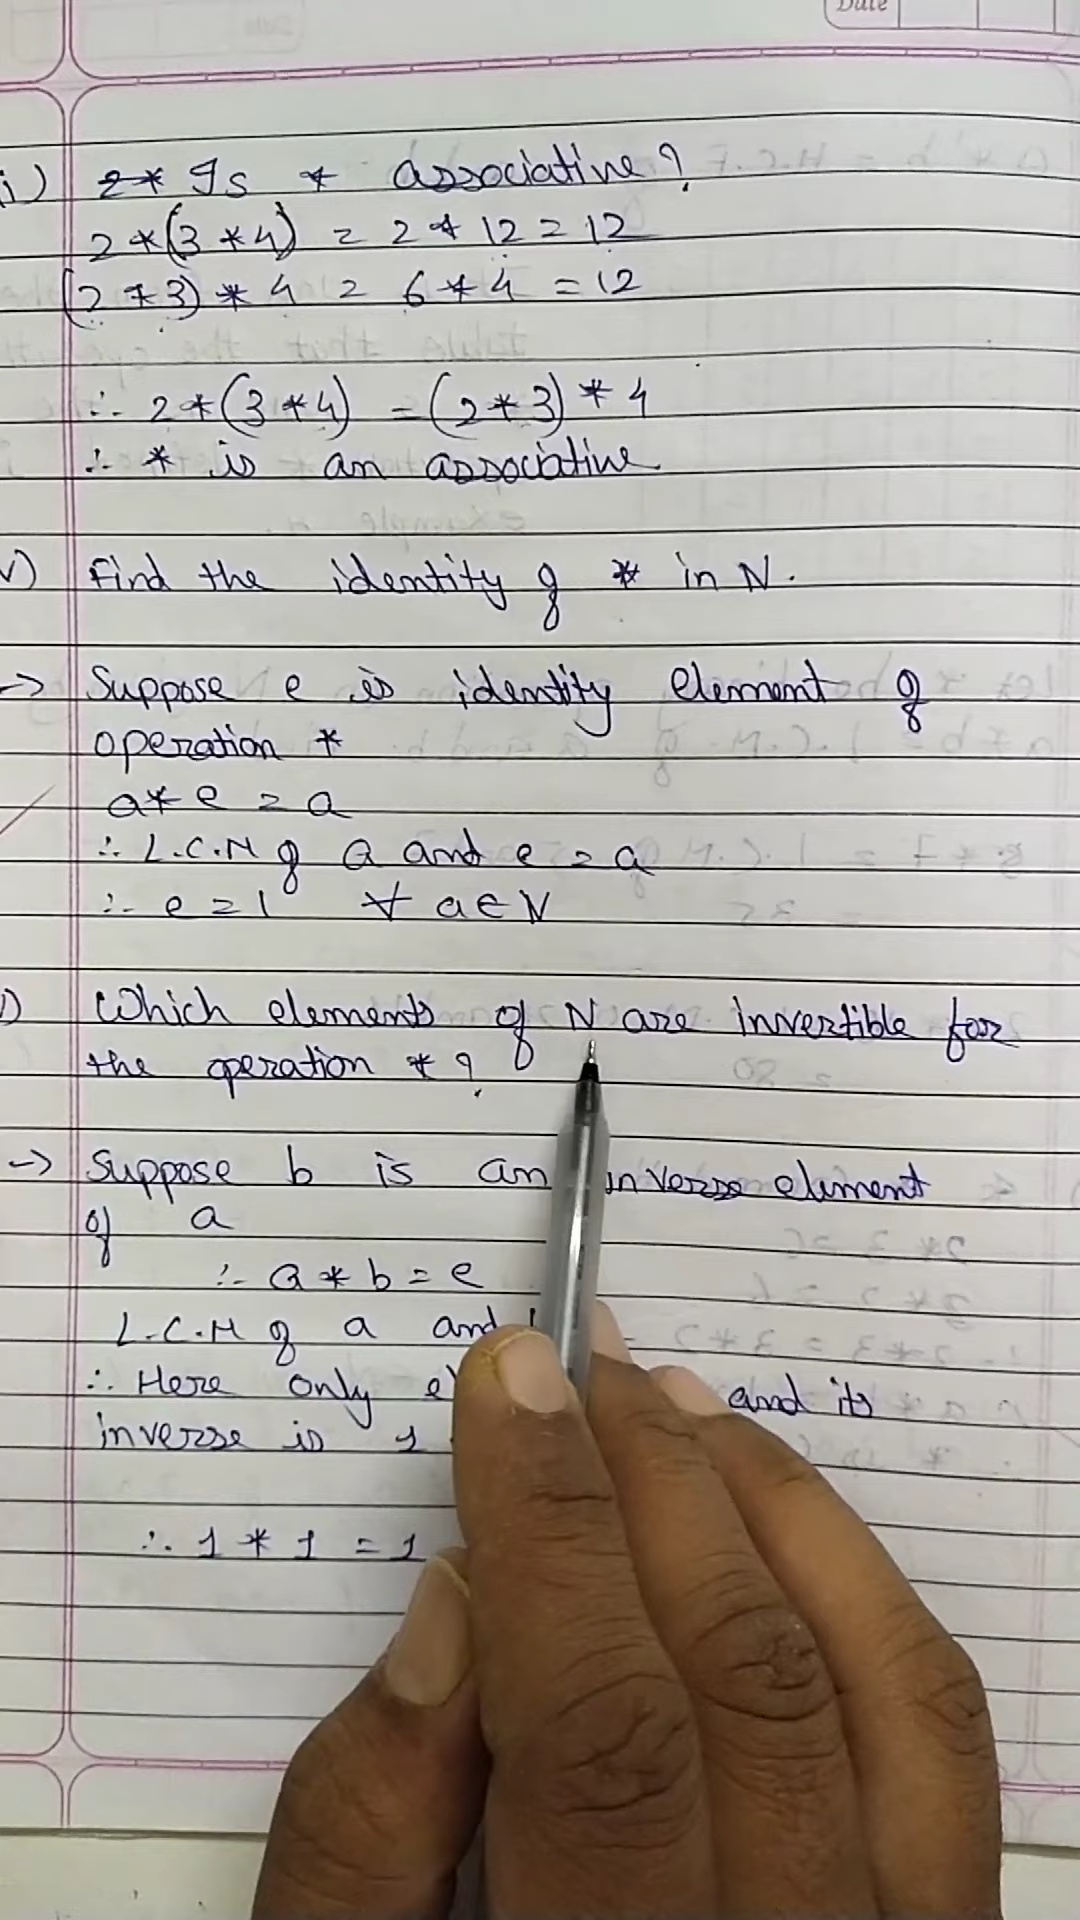 Date
i) Is * associative?
2*(3*4) = 2*12=12
(2*3)*4 = 6*4 =12
∴ 2*(3*4) =(2*3)*4
∴ * is an associative
v) Find the identity of * in N.
→ Suppose e is identity element of
operation *
a*e = a
∴ L.C.M of a and e = a
∴ e=1 ∀ a∈N
) Which elements of N are invertible for
the operation *?
→ Suppose b is an inverse element
of a
∴ a*b=e
L.C.M of a and
∴ Here only and its
inverse is 1
∴ 1*1 =1